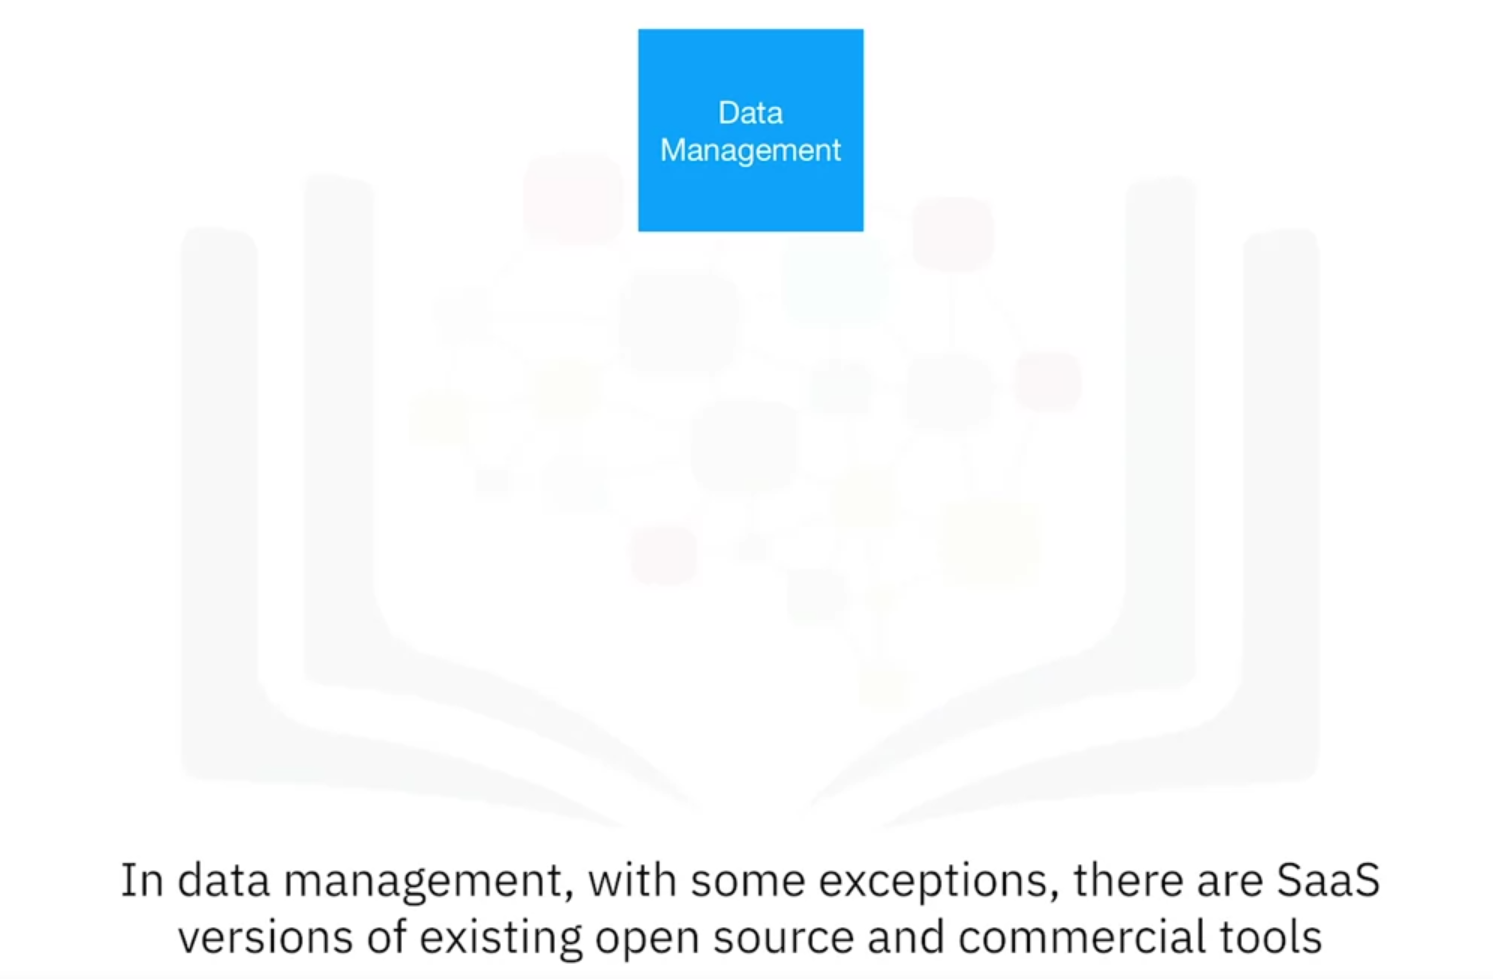 Data
Management
In data management, with some exceptions, there are SaaS
versions of existing open source and commercial tools